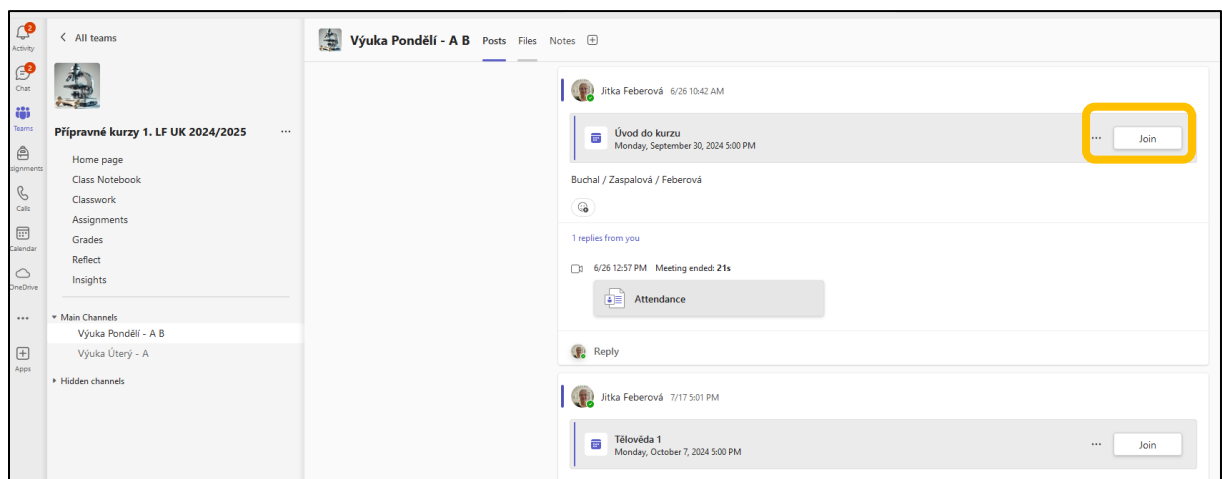 2
Activity
2
Chat
Teams
ssignments
Calls
Calendar
OneDrive
Apps
All teams
Přípravné kurzy 1. LF UK 2024/2025
Home page
Class Notebook
Classwork
Assignments
Grades
Reflect
Insights
Main Channels
Výuka Pondělí - A B
Výuka Úterý - A
Hidden channels
Výuka Pondělí - A B Posts Files Notes
Jitka Feberová 6/26 10:42 AM
Úvod do kurzu
Monday, September 30, 2024 5:00 PM
Join
Buchal / Zaspalová / Feberová
1 replies from you
6/26 12:57 PM Meeting ended: 21s
Attendance
Reply
Jitka Feberová 7/17 5:01 PM
Tělověda 1
Monday, October 7, 2024 5:00 PM
Join